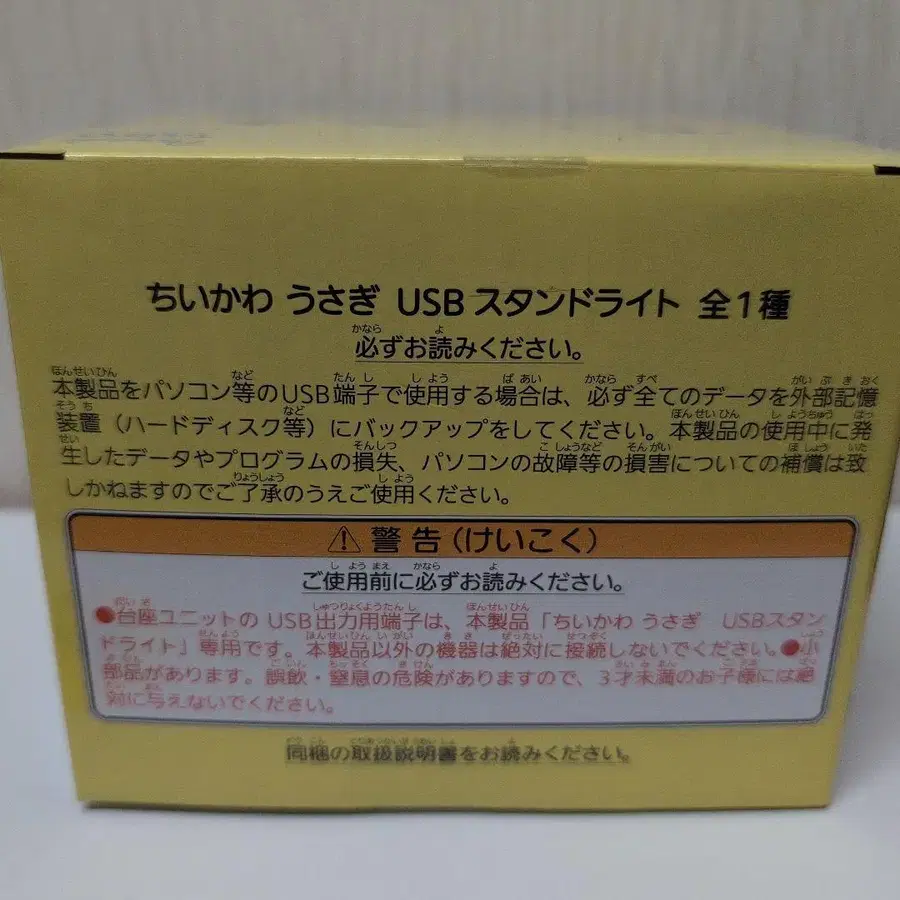 ちいかわ うさぎ USBスタンドライト 全1種
必ずお読みください。
本製品をパソコン等のUSB端子で使用する場合は、必ず全てのデータを外部記憶
装置（ハードディスク等）にバックアップをしてください。本製品の使用中に発
生したデータやプログラムの損失、パソコンの故障等の損害についての補償は致
しかねますのでご了承のうえご使用ください。
⚠ 警告（けいこく）
ご使用前に必ずお読みください。
●台座ユニットの USB出力用端子は、本製品「ちいかわ うさぎ USBスタン
ドライト」専用です。本製品以外の機器は絶対に接続しないでください。●小
部品があります。誤飲・窒息の危険がありますので、3才未満のお子様には絶
対に与えないでください。
同梱の取扱説明書をお読みください。